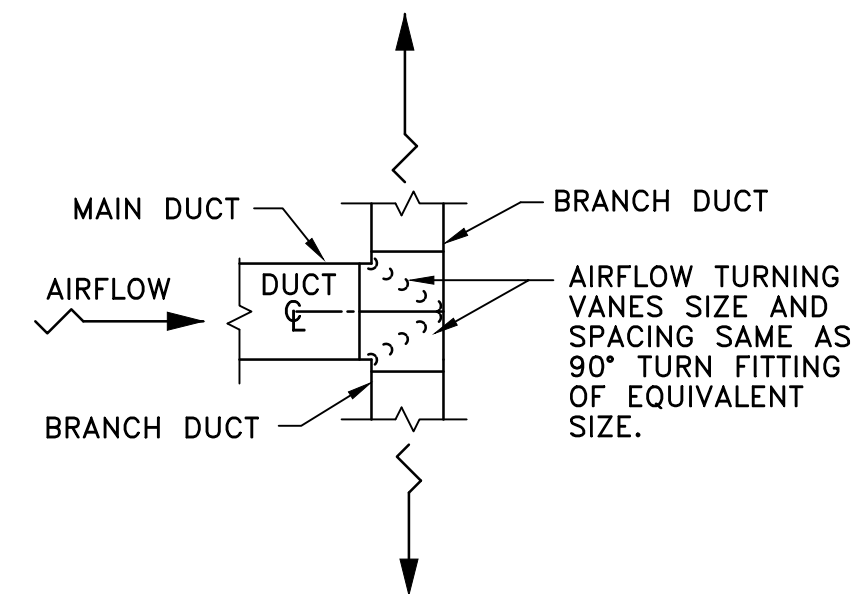 MAIN DUCT
BRANCH DUCT
AIRFLOW
DUCT
℄
AIRFLOW TURNING
VANES SIZE AND
SPACING SAME AS
90° TURN FITTING
OF EQUIVALENT
SIZE.
BRANCH DUCT